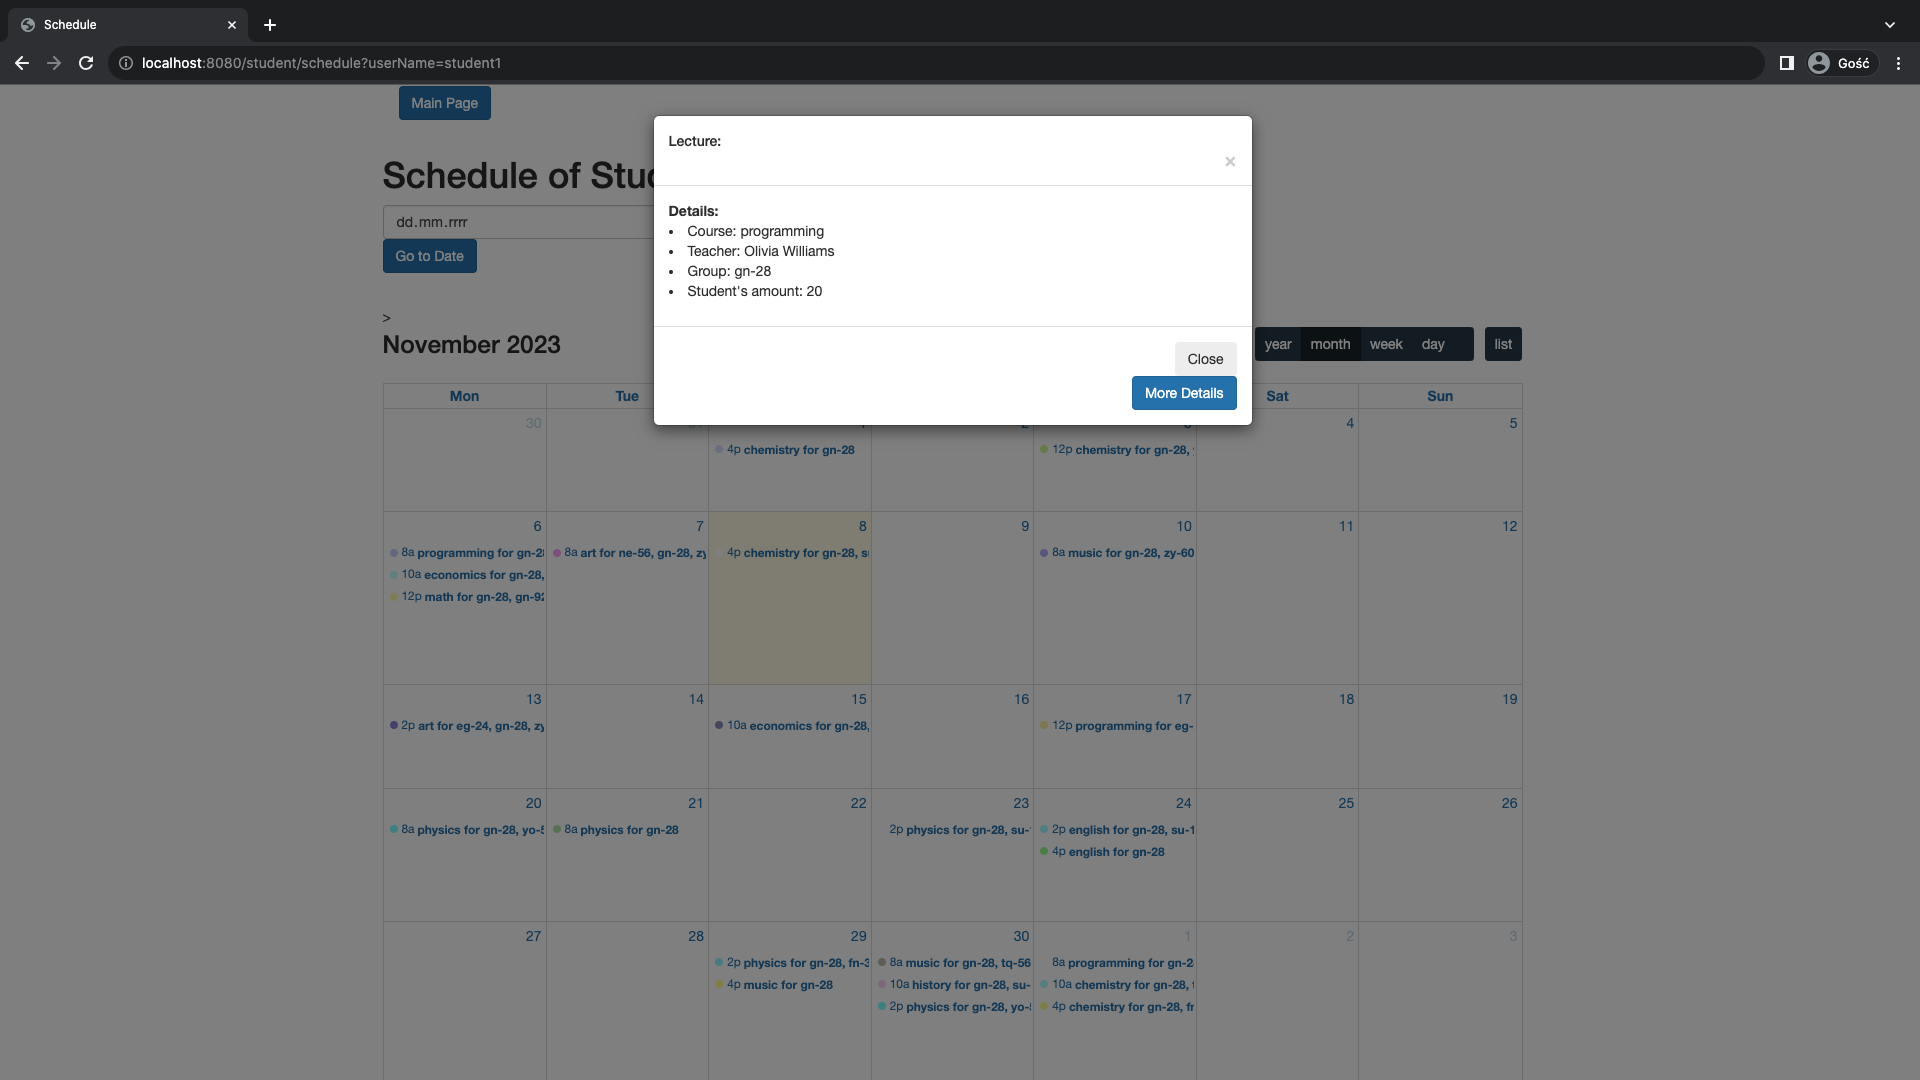 Schedule
localhost:8080/student/schedule?userName=student1
Gość
Main Page
Lecture:
×
Schedule of Stud
dd.mm.rrrr
Go to Date
Details:
• Course: programming
• Teacher: Olivia Williams
• Group: gn-28
• Student's amount: 20
Close
More Details
>
November 2023
year month week day list
Mon Tue Sat Sun
30 4 5
4p chemistry for gn-28
12p chemistry for gn-28,
6 7 8 9 10 11 12
8a programming for gn-28
10a economics for gn-28,
12p math for gn-28, gn-92
8a art for ne-56, gn-28, zy
4p chemistry for gn-28, s
8a music for gn-28, zy-60
13 14 15 16 17 18 19
2p art for eg-24, gn-28, zy
10a economics for gn-28,
12p programming for eg-
20 21 22 23 24 25 26
8a physics for gn-28, yo-5
8a physics for gn-28
2p physics for gn-28, su-
2p english for gn-28, su-1
4p english for gn-28
27 28 29 30 1 2 3
2p physics for gn-28, fn-3
4p music for gn-28
8a music for gn-28, tq-56
10a history for gn-28, su-
2p physics for gn-28, yo-
8a programming for gn-2
10a chemistry for gn-28,
4p chemistry for gn-28, fr